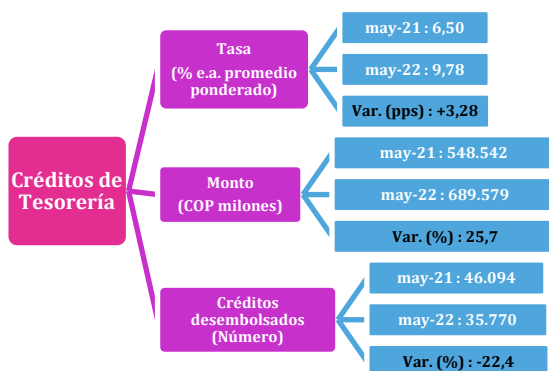 Créditos de
Tesorería
Tasa
(% e.a. promedio
ponderado)
may-21 : 6,50
may-22 : 9,78
Var. (pps) : +3,28
Monto
(COP milones)
may-21 : 548.542
may-22 : 689.579
Var. (%) : 25,7
Créditos
desembolsados
(Número)
may-21 : 46.094
may-22 : 35.770
Var. (%) : -22,4